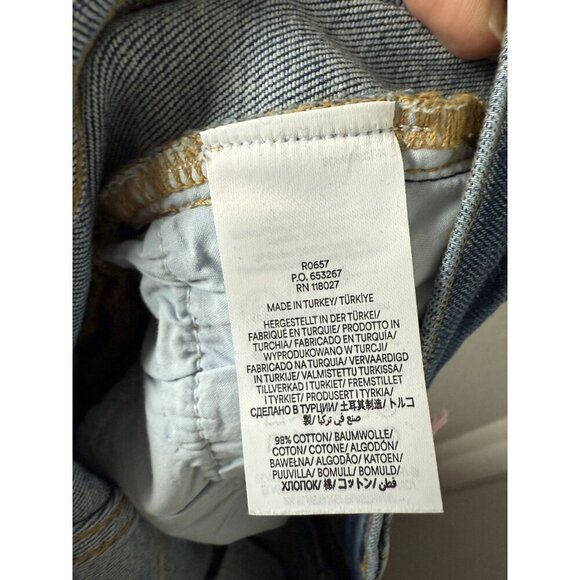 R0657
P.O. 653267
RN 118027
MADE IN TURKEY/ TÜRKİYE
HERGESTELLT IN DER TÜRKEI/
FABRIQUÉ EN TURQUIE/ PRODOTTO IN
TURCHIA/ FABRICADO EN TURQUÍA/
WYPRODUKOWANO W TURCJI/
FABRICADO NA TURQUIA/ VERVAARDIGD
IN TURKIJE/ VALMISTETTU TURKISSA/
TILLVERKAD I TURKIET/ FREMSTILLET
I TYRKIET/ PRODUSERT I TYRKIA/
СДЕЛАНО В ТУРЦИИ/ 土耳其制造/ トルコ
製/ صنع في تركيا
98% COTTON/ BAUMWOLLE/
COTON/ COTONE/ ALGODÓN/
BAWEŁNA/ ALGODÃO/ KATOEN/
PUUVILLA/ BOMULL/ BOMULD/
ХЛОПОК/ 棉/ コットン/ قطن